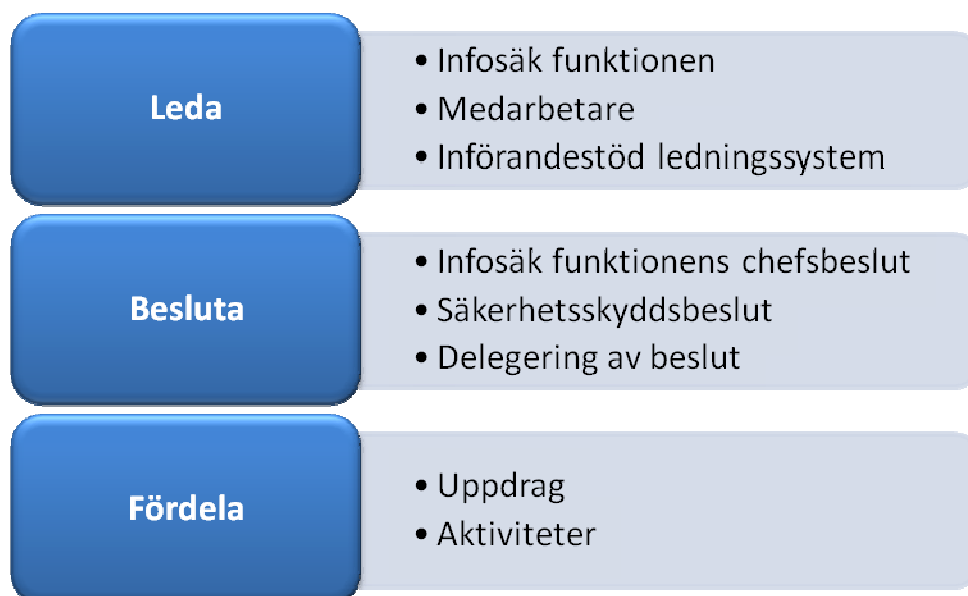 Leda
• Infosäk funktionen
• Medarbetare
• Införandestöd ledningssystem
Besluta
• Infosäk funktionens chefsbeslut
• Säkerhetsskyddsbeslut
• Delegering av beslut
Fördela
• Uppdrag
• Aktiviteter